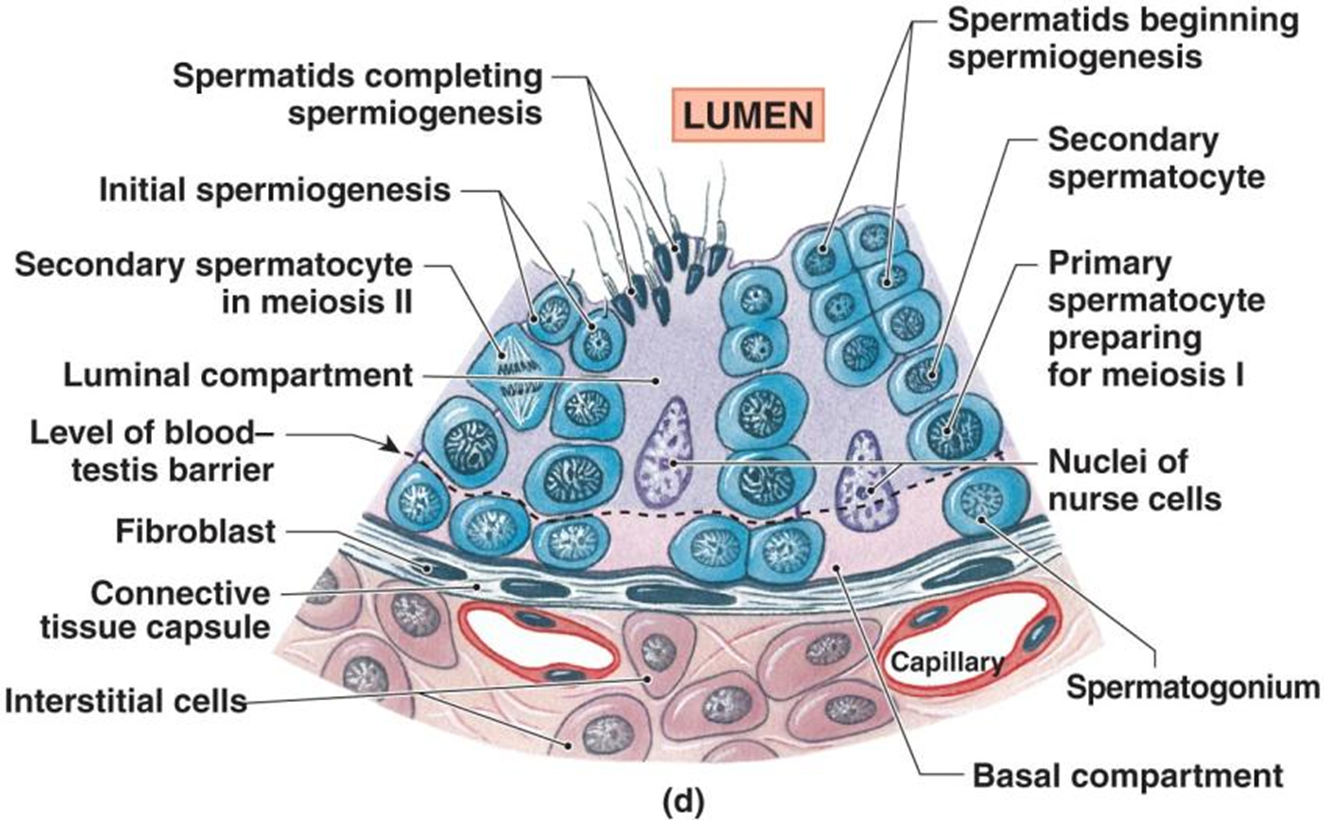 Spermatids beginning
spermiogenesis
Spermatids completing
spermiogenesis
LUMEN
Secondary
spermatocyte
Initial spermiogenesis
Secondary spermatocyte
in meiosis II
Primary
spermatocyte
preparing
for meiosis I
Luminal compartment
Level of blood–
testis barrier
Nuclei of
nurse cells
Fibroblast
Connective
tissue capsule
Capillary
Spermatogonium
Interstitial cells
Basal compartment
(d)